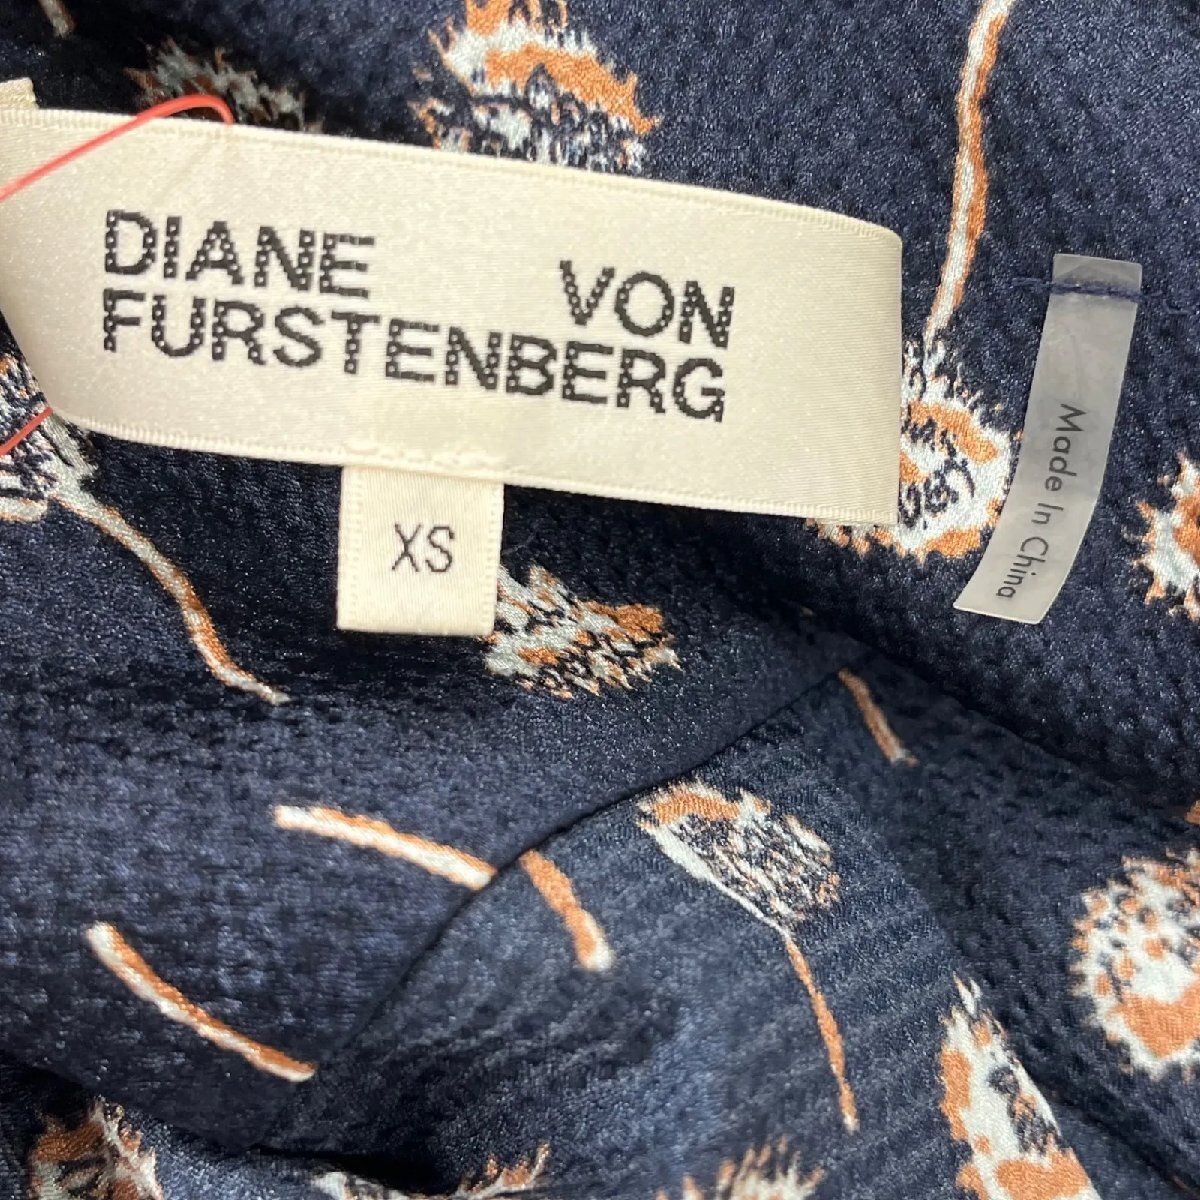 DIANE VON
FURSTENBERG
XS
Made In China